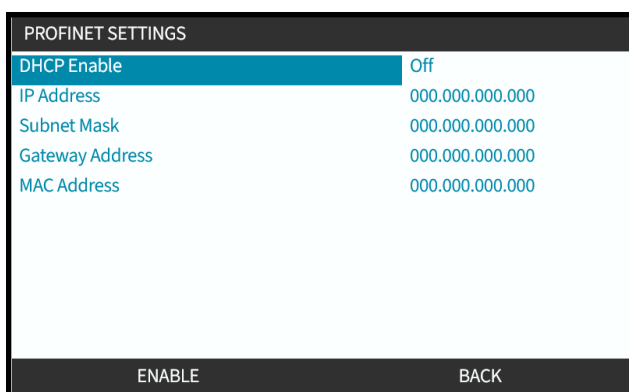 PROFINET SETTINGS
DHCP Enable Off
IP Address 000.000.000.000
Subnet Mask 000.000.000.000
Gateway Address 000.000.000.000
MAC Address 000.000.000.000
ENABLE BACK